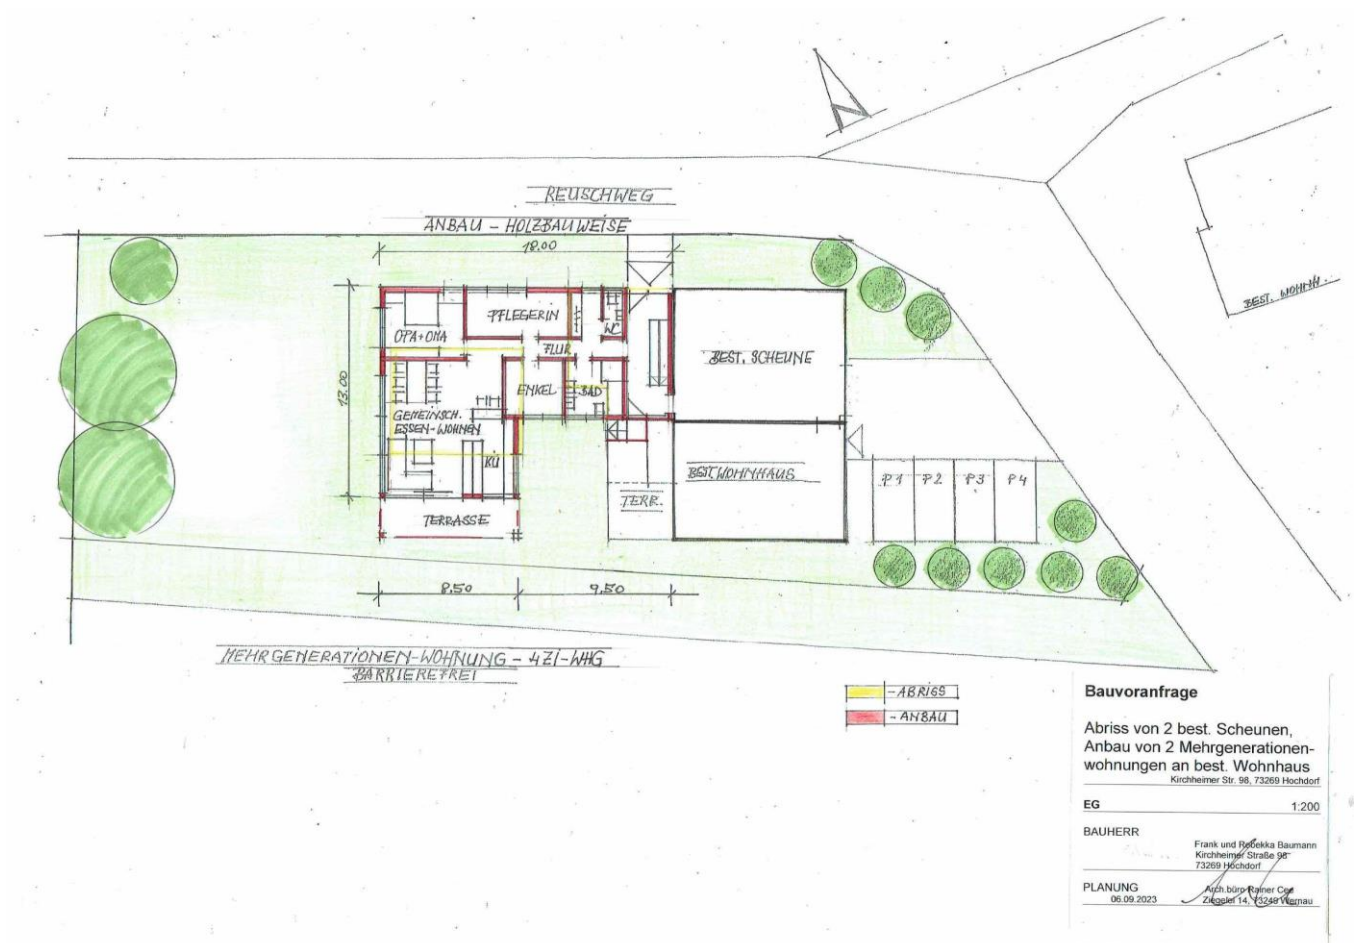 N
REUSCHWEG
ANBAU - HOLZBAUWEISE
18.00
BEST. WOHNH.
PFLEGERIN
WC
OPA+OMA
FLUR
BEST. SCHEUNE
13.00
ENKEL
BAD
GEMEINSCH.
ESSEN+WOHNEN
KÜ
BEST. WOHNHAUS
P1 P2 P3 P4
TERR.
TERRASSE
8.50 9.50
MEHRGENERATIONEN-WOHNUNG - 4ZI-WHG
BARRIEREFREI
- ABRISS
- ANBAU
Bauvoranfrage
Abriss von 2 best. Scheunen,
Anbau von 2 Mehrgenerationen-
wohnungen an best. Wohnhaus
Kirchheimer Str. 98, 73269 Hochdorf
EG 1:200
BAUHERR
Frank und Rebekka Baumann
Kirchheimer Straße 98
73269 Hochdorf
PLANUNG
06.09.2023
Arch.büro Rainer
Ziegelei 14, 73249 Wernau